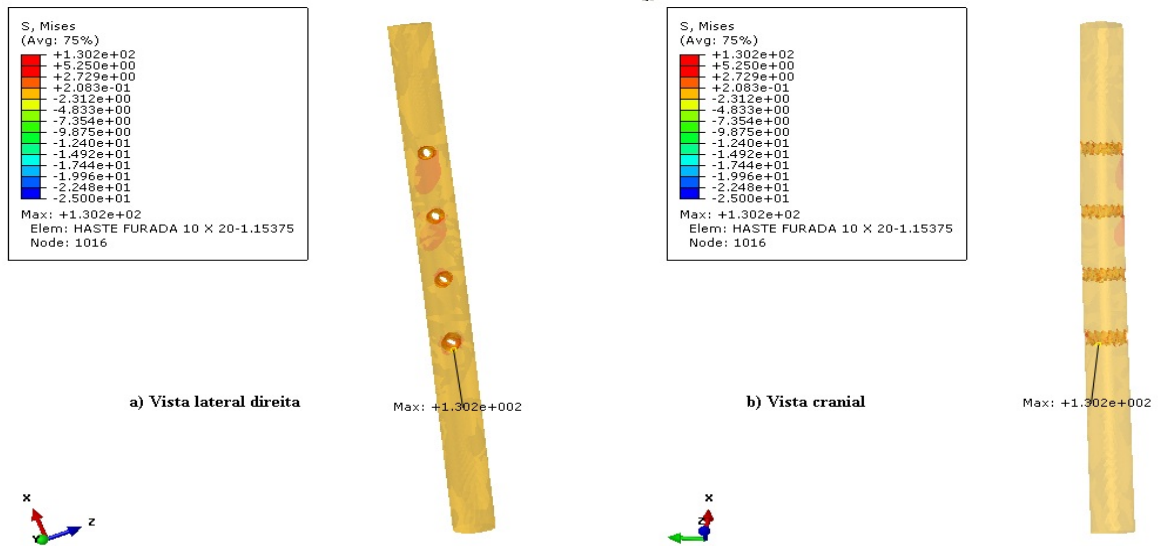 S, Mises
(Avg: 75%)
+1.302e+02
+5.250e+00
+2.729e+00
+2.083e-01
-2.312e+00
-4.833e+00
-7.354e+00
-9.875e+00
-1.240e+01
-1.492e+01
-1.744e+01
-1.996e+01
-2.248e+01
-2.500e+01
Max: +1.302e+02
Elem: HASTE FURADA 10 X 20-1.15375
Node: 1016
a) Vista lateral direita
Max: +1.302e+002
X
Y
Z
S, Mises
(Avg: 75%)
+1.302e+02
+5.250e+00
+2.729e+00
+2.083e-01
-2.312e+00
-4.833e+00
-7.354e+00
-9.875e+00
-1.240e+01
-1.492e+01
-1.744e+01
-1.996e+01
-2.248e+01
-2.500e+01
Max: +1.302e+02
Elem: HASTE FURADA 10 X 20-1.15375
Node: 1016
b) Vista cranial
Max: +1.302e+002
X
Z